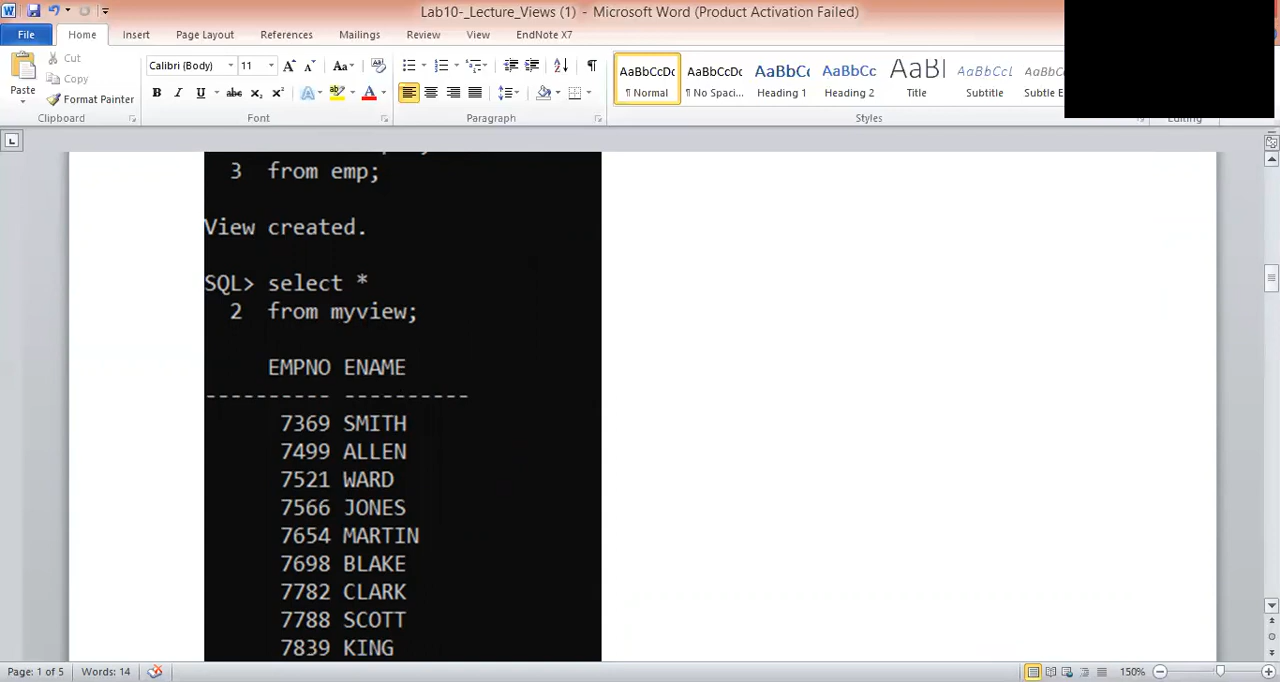 Lab10-_Lecture_Views (1) - Microsoft Word (Product Activation Failed)
File Home Insert Page Layout References Mailings Review View EndNote X7
Paste
Cut
Copy
Format Painter
Clipboard
Calibri (Body) 11
Font
Paragraph
AaBbCcDc AaBbCcDc AaBbCc AaBbCc AaBl AaBbCcL AaBbCc
¶ Normal ¶ No Spaci... Heading 1 Heading 2 Title Subtitle Subtle E
Styles
3 from emp;
View created.
SQL> select *
2 from myview;
EMPNO ENAME
---------- ----------
7369 SMITH
7499 ALLEN
7521 WARD
7566 JONES
7654 MARTIN
7698 BLAKE
7782 CLARK
7788 SCOTT
7839 KING
Page: 1 of 5 Words: 14 150%